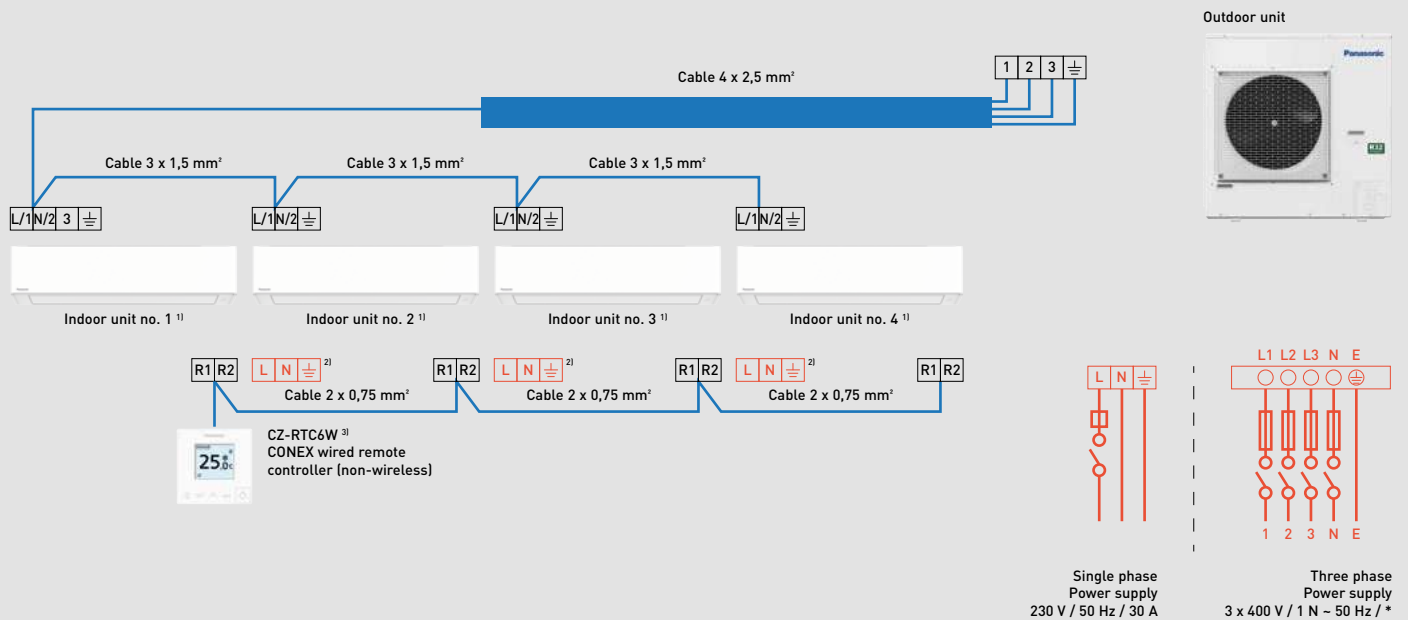 Outdoor unit
Panasonic
R32
1 2 3
Cable 4 x 2,5 mm²
Cable 3 x 1,5 mm² Cable 3 x 1,5 mm² Cable 3 x 1,5 mm²
L/1 N/2 3 L/1 N/2 L/1 N/2 L/1 N/2
Indoor unit no. 1 ¹⁾ Indoor unit no. 2 ¹⁾ Indoor unit no. 3 ¹⁾ Indoor unit no. 4 ¹⁾
R1 R2 L N ²⁾ R1 R2 L N ²⁾ R1 R2 L N ²⁾ R1 R2
Cable 2 x 0,75 mm² Cable 2 x 0,75 mm² Cable 2 x 0,75 mm²
CZ-RTC6W ³⁾
CONEX wired remote
controller (non-wireless)
L N
L1 L2 L3 N E
1 2 3 N E
Single phase
Power supply
230 V / 50 Hz / 30 A
Three phase
Power supply
3 x 400 V / 1 N ~ 50 Hz / *